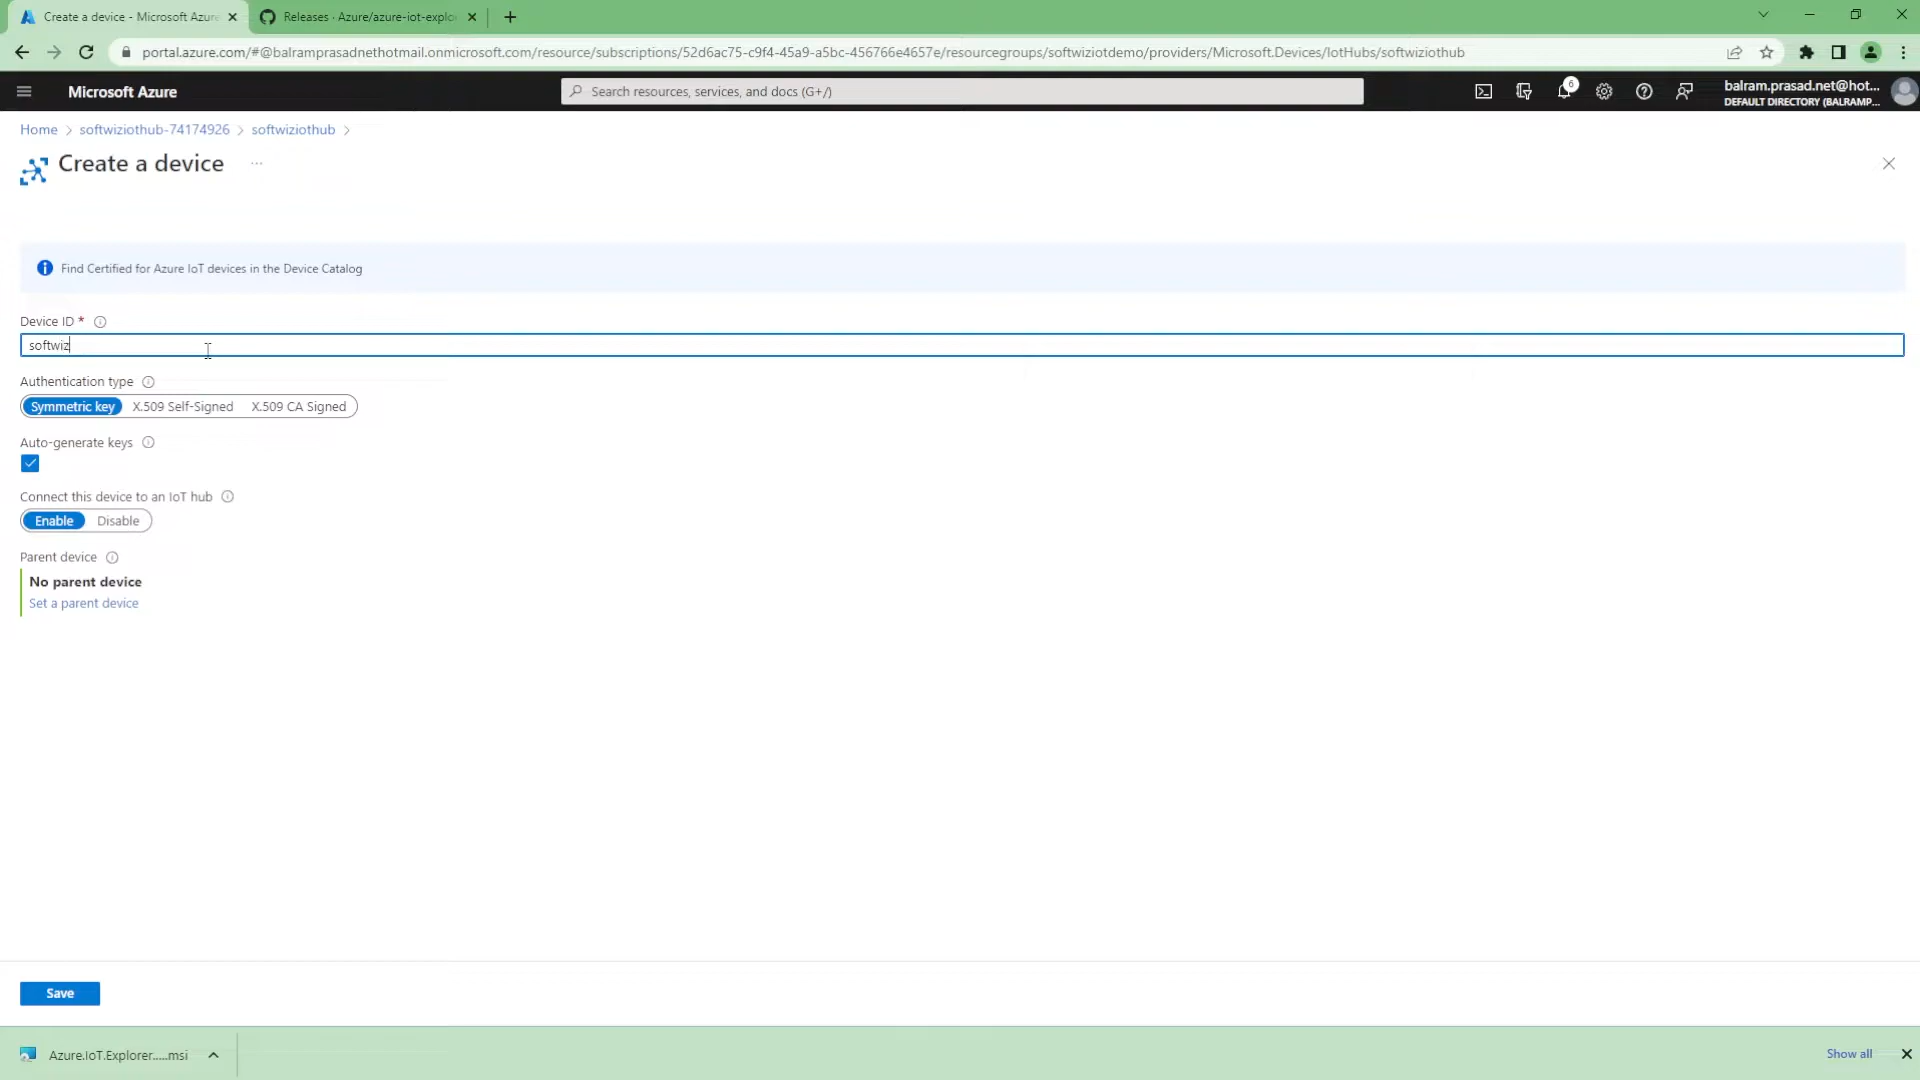 Create a device - Microsoft Azure
Releases · Azure/azure-iot-explo
portal.azure.com/#@balramprasadnethotmail.onmicrosoft.com/resource/subscriptions/52d6ac75-c9f4-45a9-a5bc-456766e4657e/resourcegroups/softwiziotdemo/providers/Microsoft.Devices/IotHubs/softwiziothub
Microsoft Azure
Search resources, services, and docs (G+/)
6
balram.prasad.net@hot...
DEFAULT DIRECTORY (BALRAMP...
Home > softwiziothub-74174926 > softwiziothub >
Create a device ...
Find Certified for Azure IoT devices in the Device Catalog
Device ID *
softwiz
Authentication type
Symmetric key X.509 Self-Signed X.509 CA Signed
Auto-generate keys
Connect this device to an IoT hub
Enable Disable
Parent device
No parent device
Set a parent device
Save
Azure.IoT.Explorer.....msi
Show all